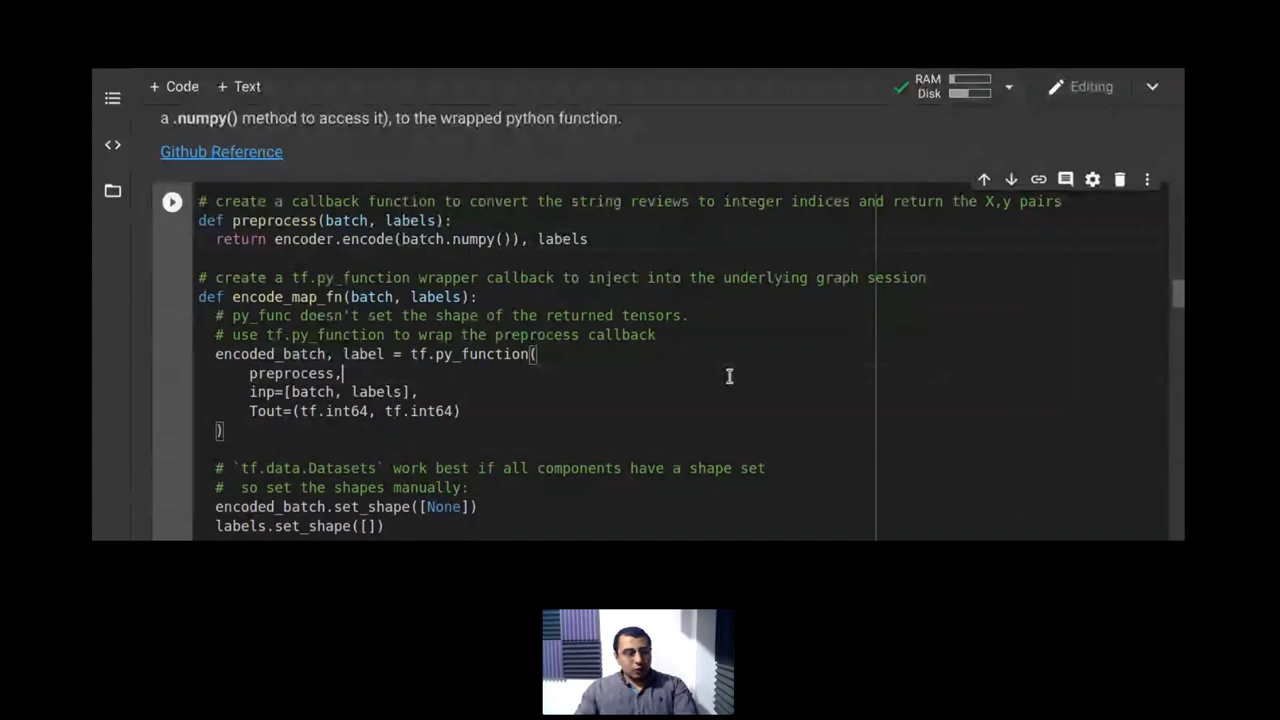 + Code + Text
RAM
Disk
Editing
a .numpy() method to access it), to the wrapped python function.
Github Reference
# create a callback function to convert the string reviews to integer indices and return the X,y pairs
def preprocess(batch, labels):
return encoder.encode(batch.numpy()), labels
# create a tf.py_function wrapper callback to inject into the underlying graph session
def encode_map_fn(batch, labels):
# py_func doesn't set the shape of the returned tensors.
# use tf.py_function to wrap the preprocess callback
encoded_batch, label = tf.py_function(
preprocess,
inp=[batch, labels],
Tout=(tf.int64, tf.int64)
)
# `tf.data.Datasets` work best if all components have a shape set
# so set the shapes manually:
encoded_batch.set_shape([None])
labels.set_shape([])